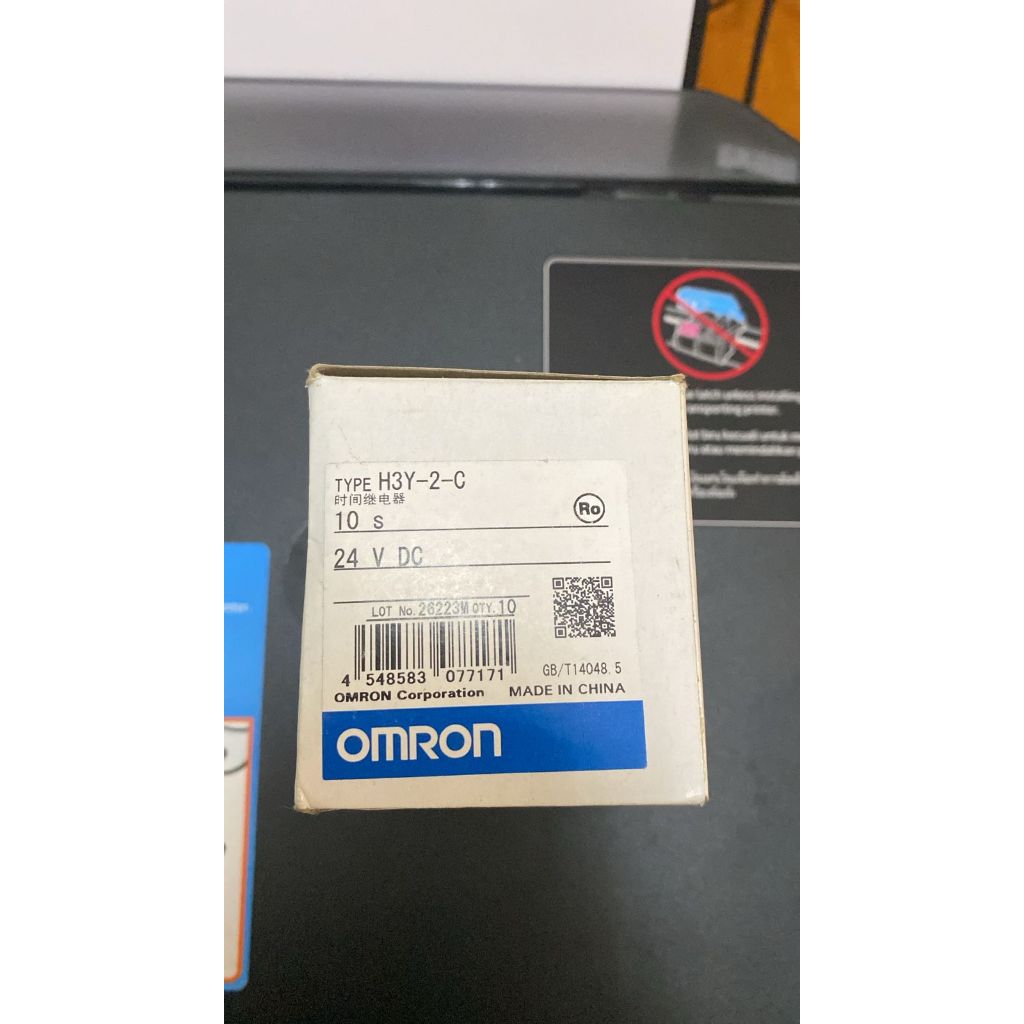 TYPE H3Y-2-C
时间继电器
10 s
Ro
24 V DC
LOT No. 26223M QTY. 10
4 548583 077171
GB/T14048.5
OMRON Corporation MADE IN CHINA
OMRON